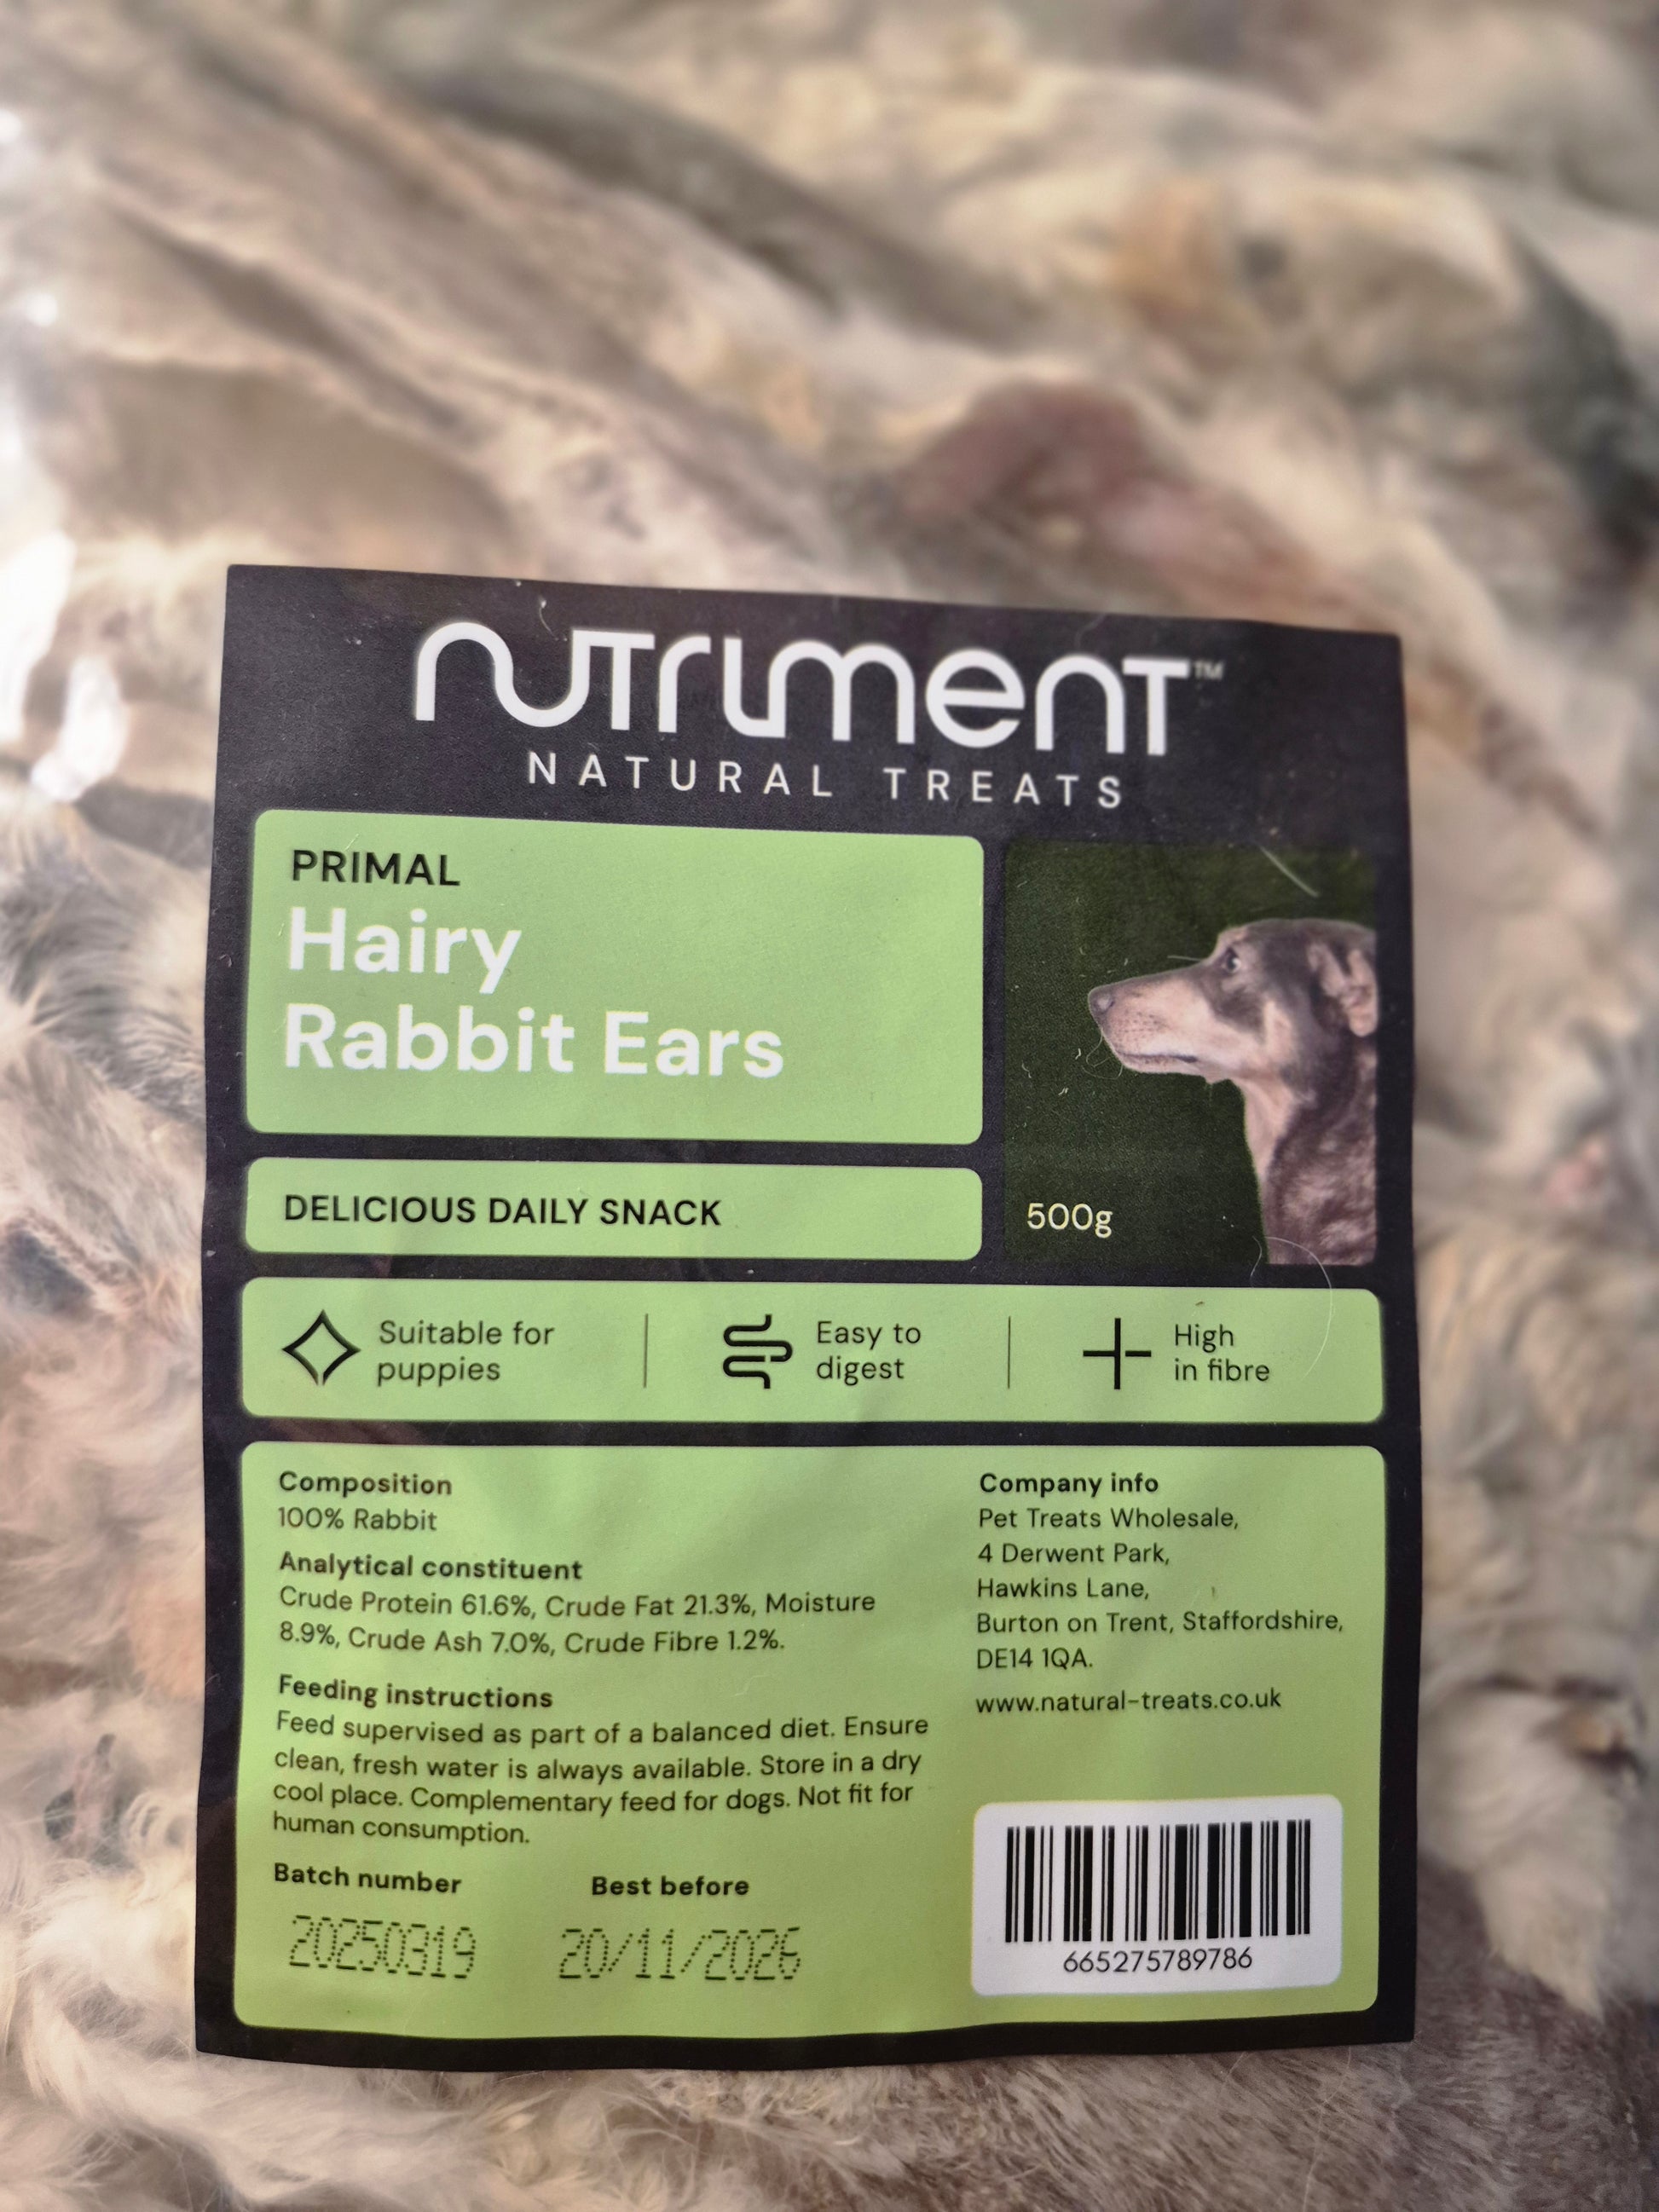 nutriment™
NATURAL TREATS
PRIMAL
Hairy
Rabbit Ears
DELICIOUS DAILY SNACK
500g
Suitable for
puppies
Easy to
digest
High
in fibre
Composition
100% Rabbit
Analytical constituent
Crude Protein 61.6%, Crude Fat 21.3%, Moisture
8.9%, Crude Ash 7.0%, Crude Fibre 1.2%.
Feeding instructions
Feed supervised as part of a balanced diet. Ensure
clean, fresh water is always available. Store in a dry
cool place. Complementary feed for dogs. Not fit for
human consumption.
Batch number
20250319
Best before
20/11/2026
Company info
Pet Treats Wholesale,
4 Derwent Park,
Hawkins Lane,
Burton on Trent, Staffordshire,
DE14 1QA.
www.natural-treats.co.uk
665275789786